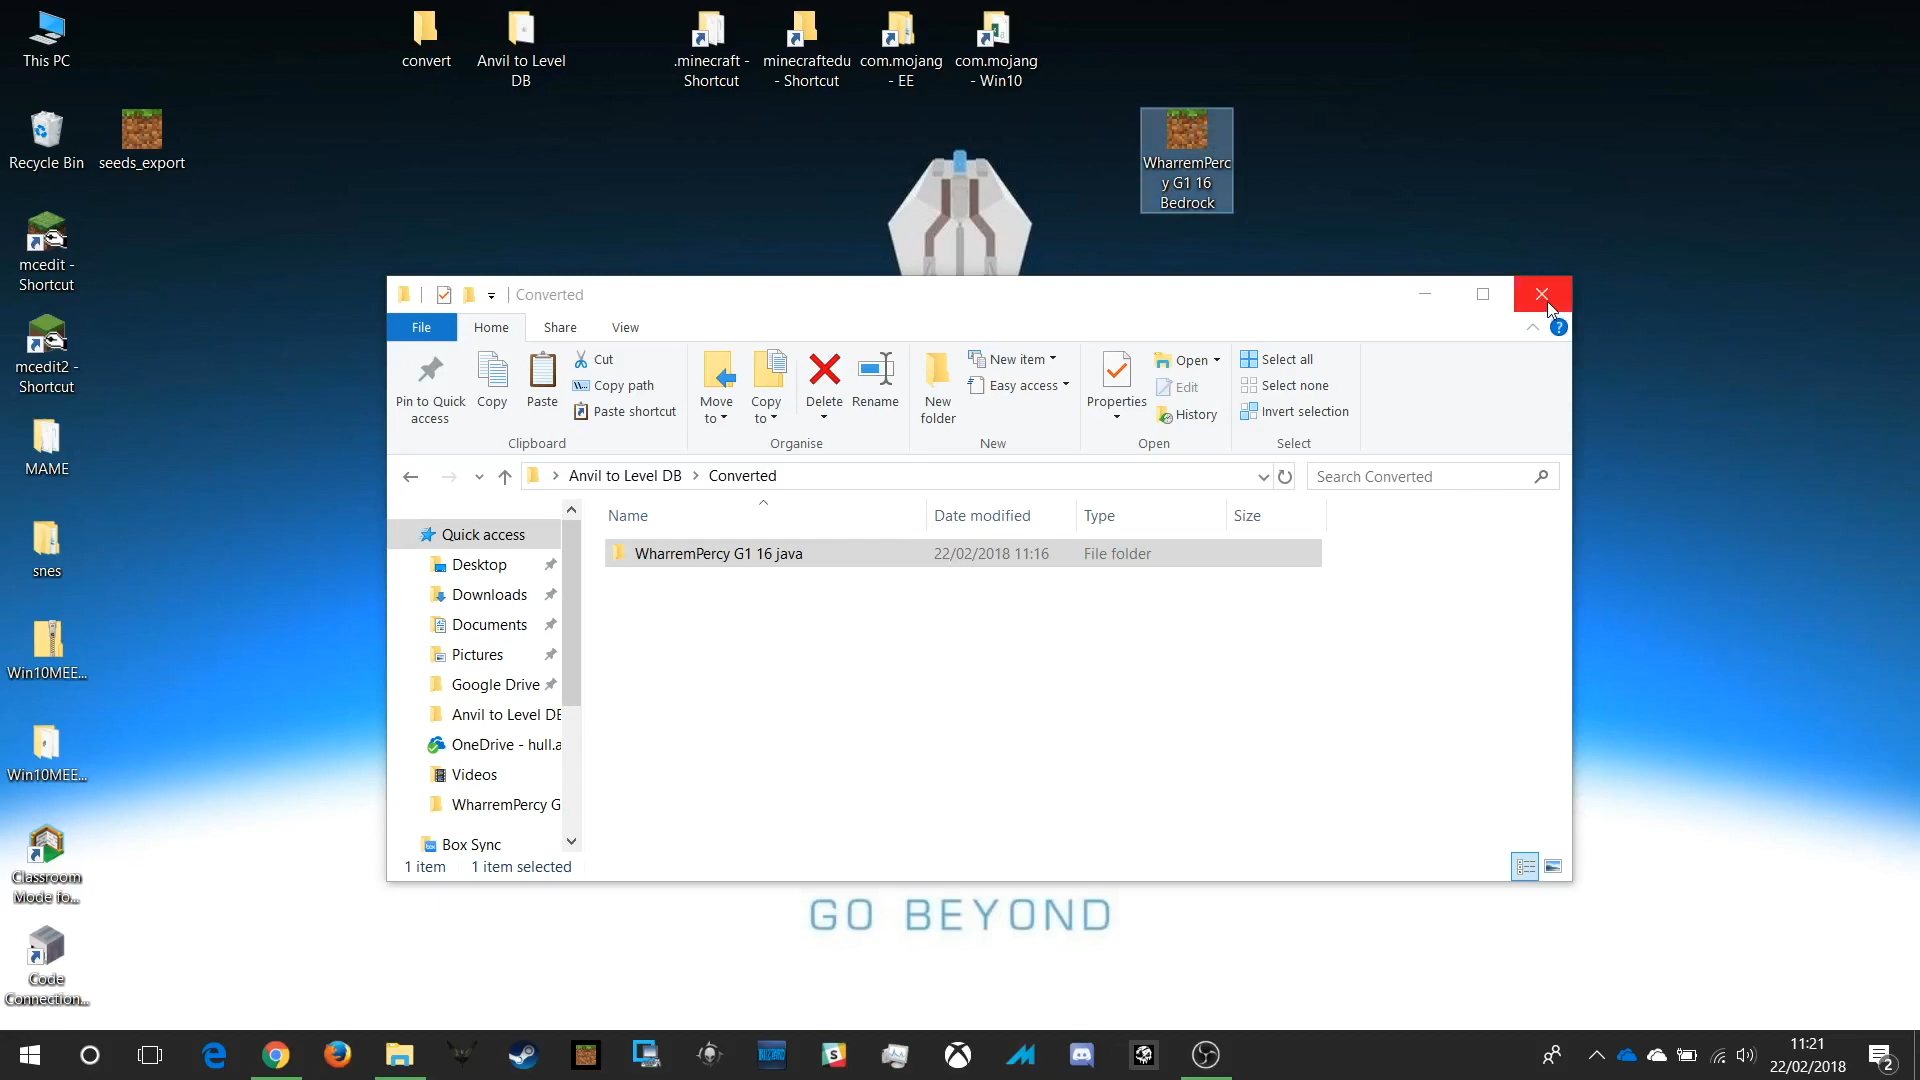 This PC
convert
Anvil to Level
DB
.minecraft -
Shortcut
minecraftedu
- Shortcut
com.mojang
- EE
com.mojang
- Win10
Recycle Bin
seeds_export
WharremPerc
y G1 16
Bedrock
mcedit -
Shortcut
mcedit2 -
Shortcut
MAME
snes
Win10MEE...
Win10MEE...
Classroom
Mode fo...
Code
Connection...
Converted
File
Home
Share
View
?
Pin to Quick
access
Copy
Paste
Cut
Copy path
Paste shortcut
Clipboard
Move
to
Copy
to
Delete
Rename
Organise
New
folder
New item
Easy access
New
Properties
Open
Edit
History
Open
Select all
Select none
Invert selection
Select
Anvil to Level DB
Converted
Search Converted
Name
Date modified
Type
Size
WharremPercy G1 16 java
22/02/2018 11:16
File folder
Quick access
Desktop
Downloads
Documents
Pictures
Google Drive
Anvil to Level DB
OneDrive - hull.a
Videos
WharremPercy G
Box Sync
1 item
1 item selected
GO BEYOND
BLIZZARD
11:21
22/02/2018
2